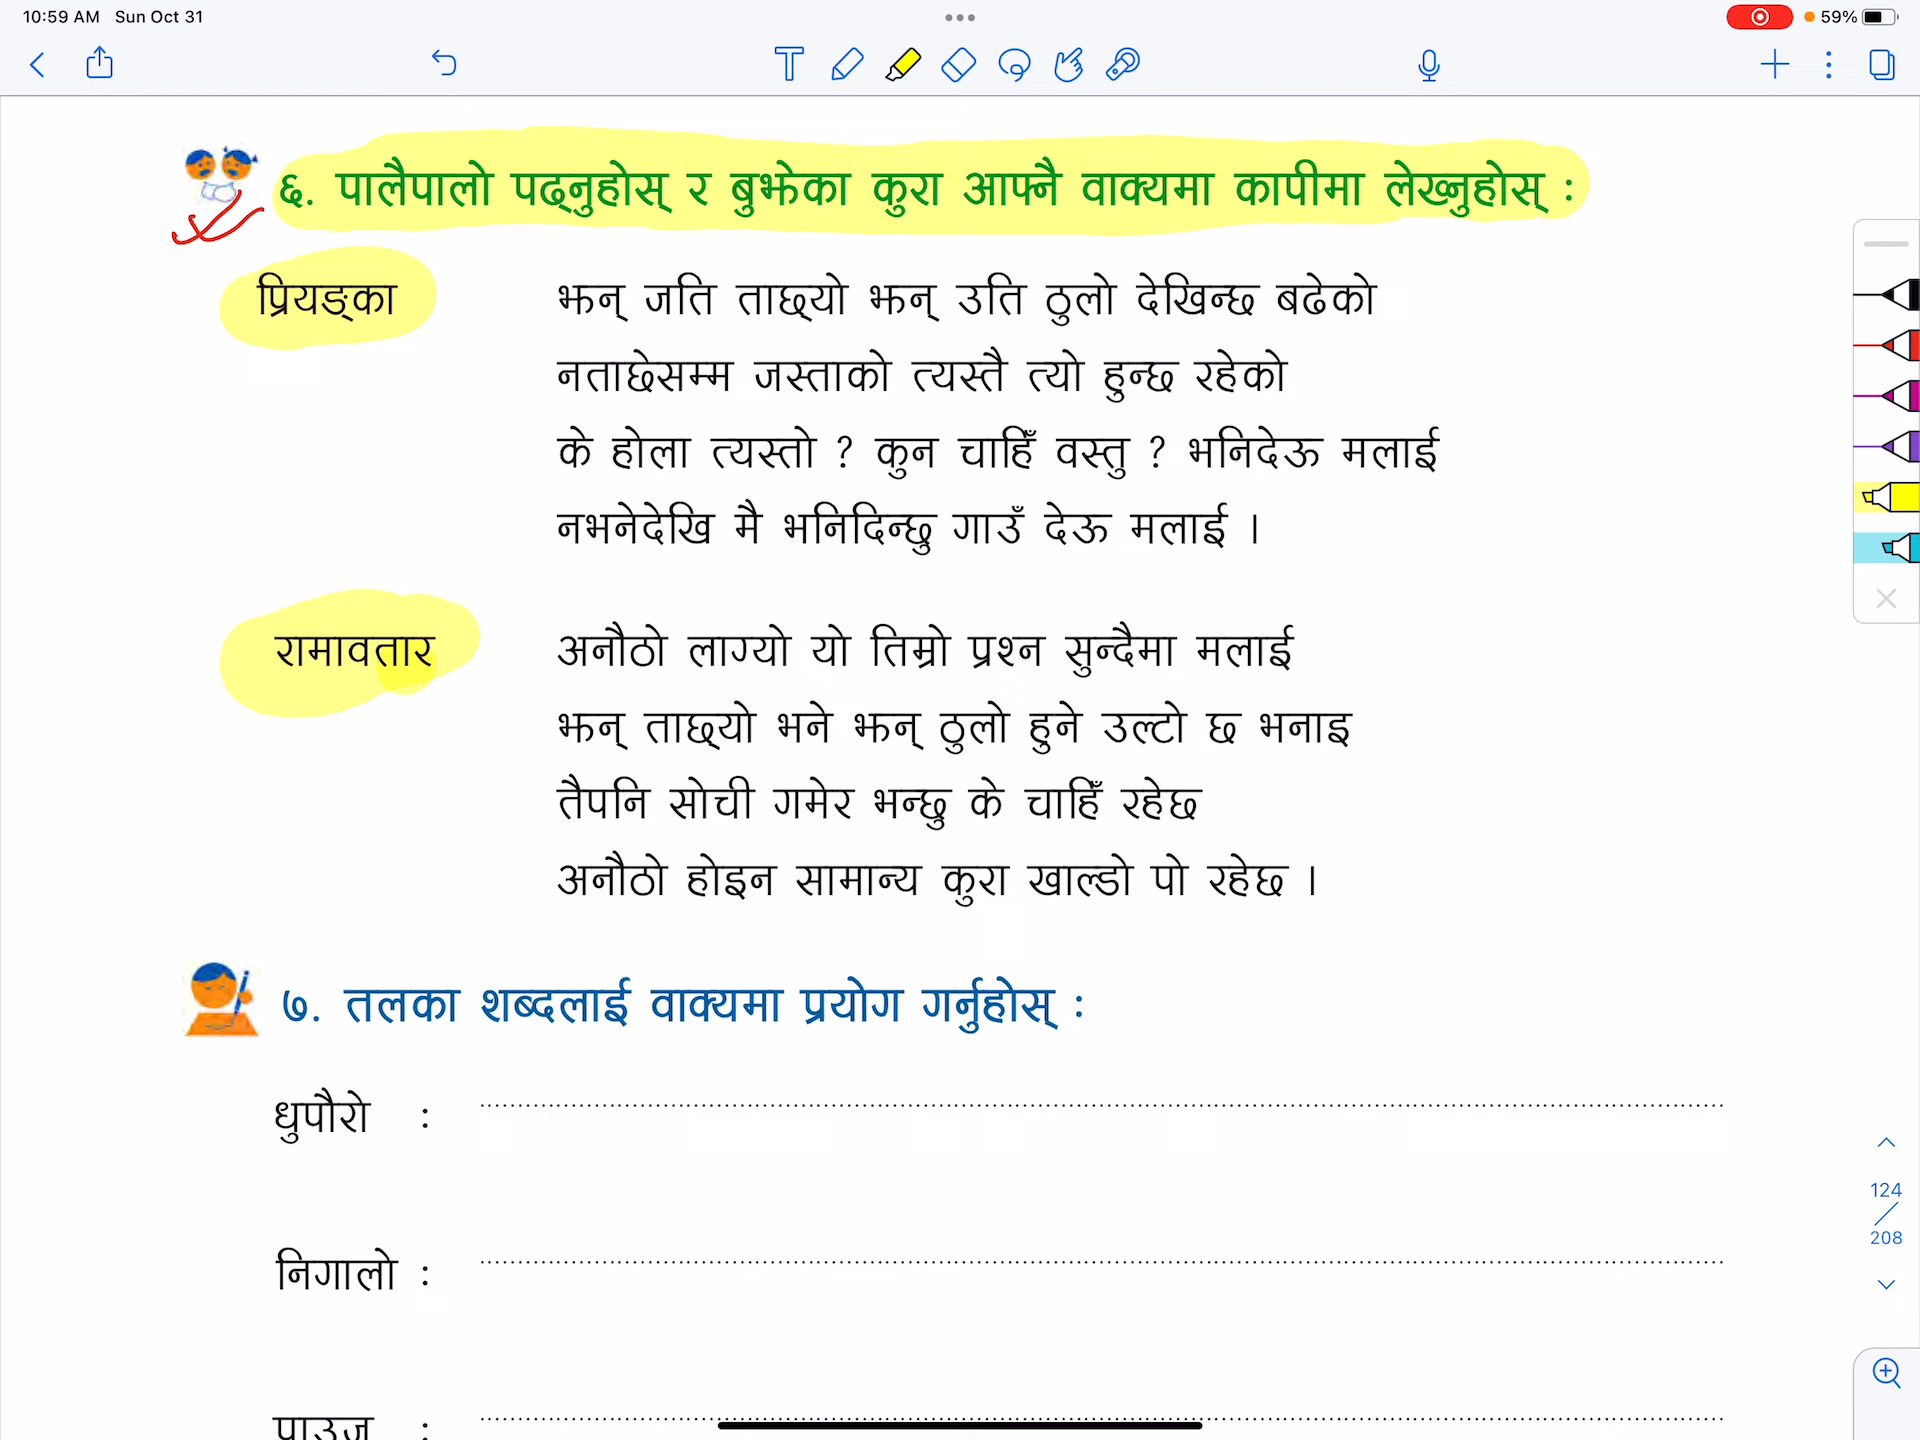 10:59 AM Sun Oct 31
59%
६. पालैपालो पढ्नुहोस् र बुझेका कुरा आफ्नै वाक्यमा कापीमा लेख्नुहोस् :
प्रियङ्का झन् जति ताछ्यो झन् उति ठुलो देखिन्छ बढेको
नताछेसम्म जस्ताको त्यस्तै त्यो हुन्छ रहेको
के होला त्यस्तो ? कुन चाहिँ वस्तु ? भनिदेऊ मलाई
नभनेदेखि मै भनिदिन्छु गाउँ देऊ मलाई ।
रामावतार अनौठो लाग्यो यो तिम्रो प्रश्न सुन्दैमा मलाई
झन् ताछ्यो भने झन् ठुलो हुने उल्टो छ भनाइ
तैपनि सोची गमेर भन्छु के चाहिँ रहेछ
अनौठो होइन सामान्य कुरा खाल्डो पो रहेछ ।
७. तलका शब्दलाई वाक्यमा प्रयोग गर्नुहोस् :
धुपौरो :
निगालो :
पाउजु :
124
208